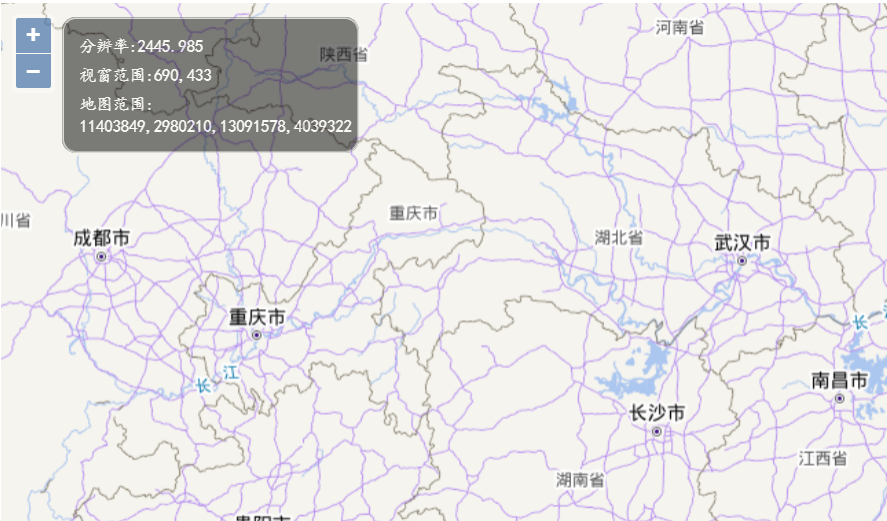 +
−
分辨率:2445.985
视窗范围:690,433
地图范围:
11403849,2980210,13091578,4039322
陕西省
河南省
川省
成都市
重庆市
湖北省
武汉市
重庆市
长
江
长
南昌市
长沙市
江西省
湖南省